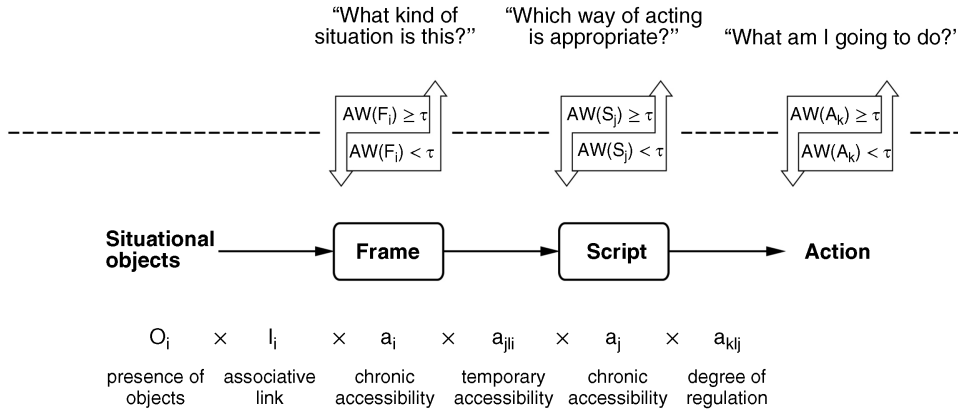 “What kind of
situation is this?”
“Which way of acting
is appropriate?”
“What am I going to do?’
AW(Fi) ≥ τ
AW(Fi) < τ
AW(Sj) ≥ τ
AW(Sj) < τ
AW(Ak) ≥ τ
AW(Ak) < τ
Situational
objects
Frame
Script
Action
Oi × li × ai × ajli × aj × aklj
presence of
objects
associative
link
chronic
accessibility
temporary
accessibility
chronic
accessibility
degree of
regulation